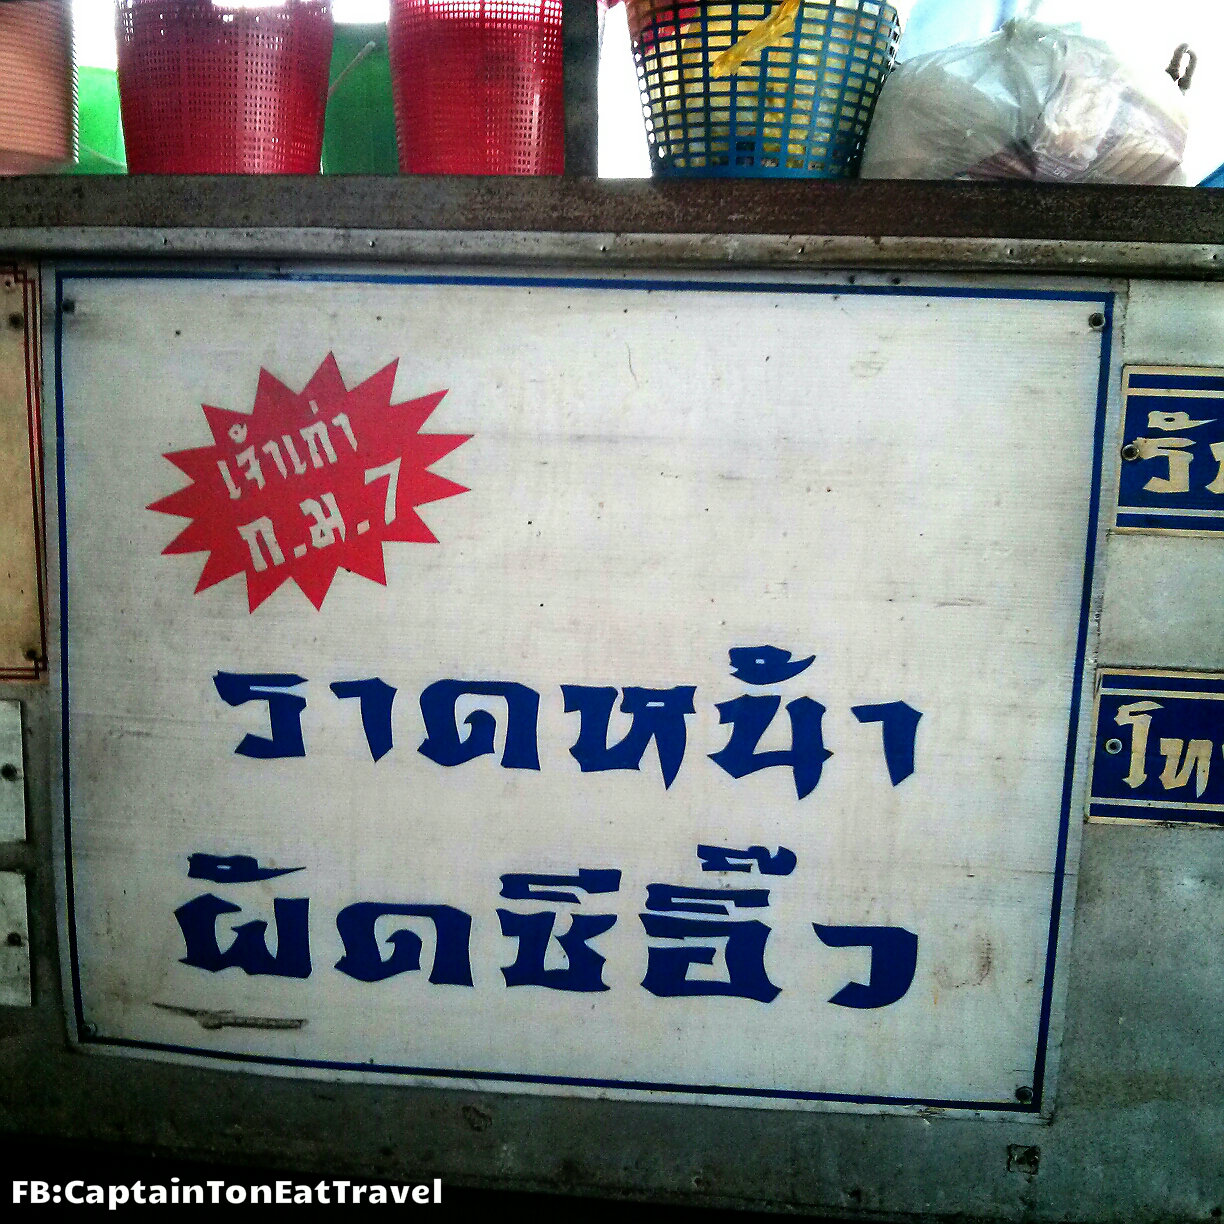 เจ้าเก่า
ก.ม.7
ราดหน้า
ผัดซีอิ๊ว
FB:CaptainTonEatTravel